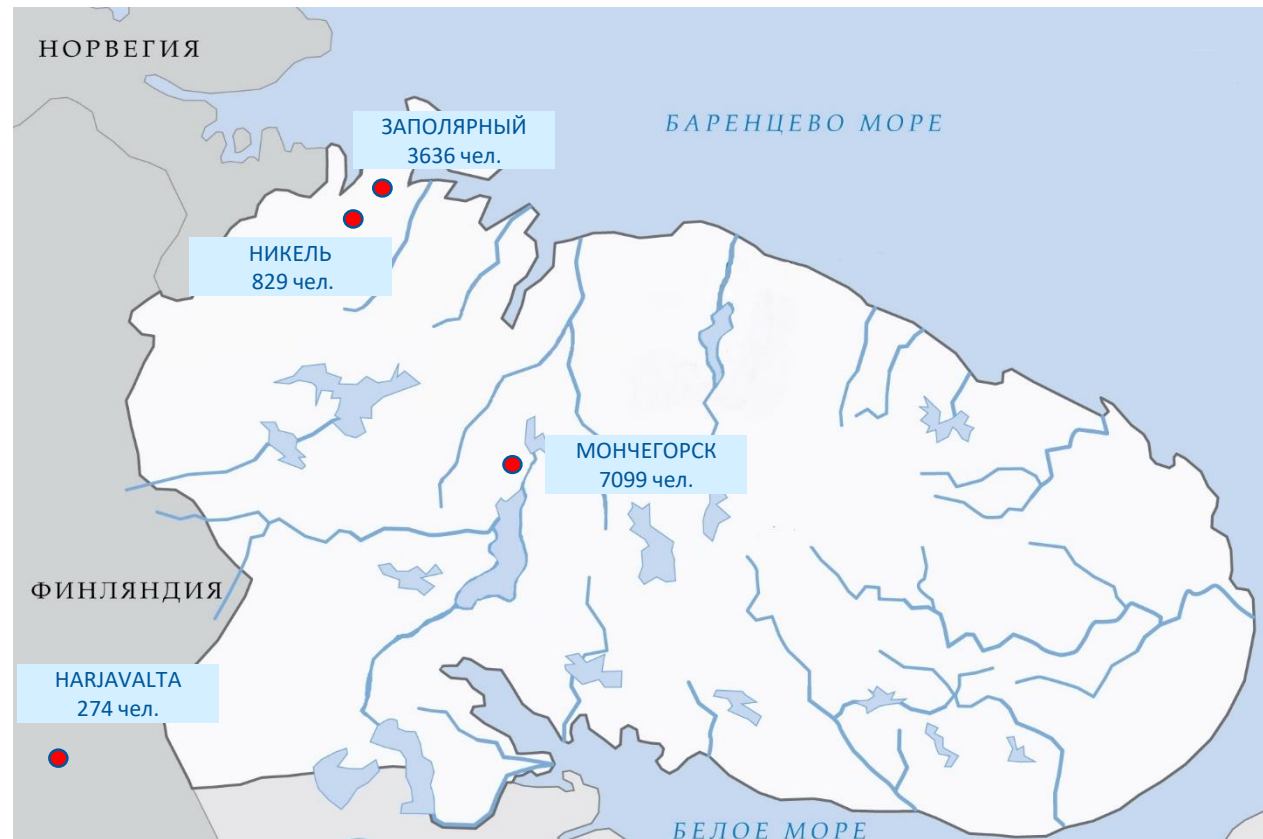 НОРВЕГИЯ
БАРЕНЦЕВО МОРЕ
ЗАПОЛЯРНЫЙ
3636 чел.
НИКЕЛЬ
829 чел.
МОНЧЕГОРСК
7099 чел.
ФИНЛЯНДИЯ
HARJAVALTA
274 чел.
БЕЛОЕ МОРЕ